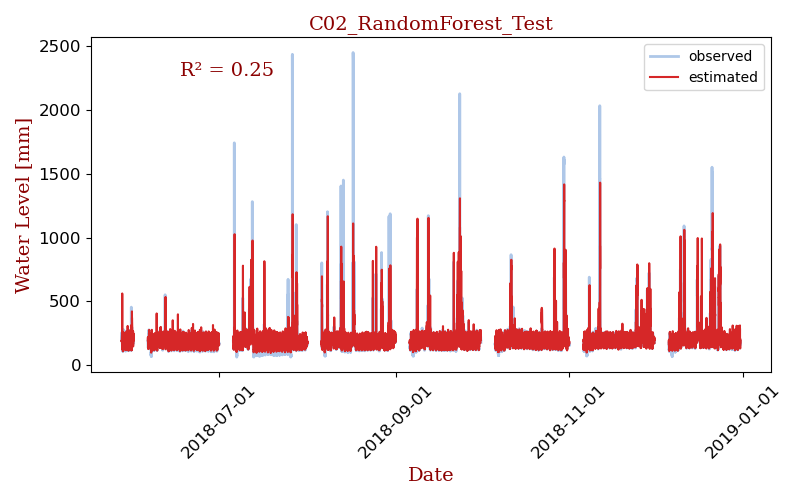 C02_RandomForest_Test
R² = 0.25
observed
estimated
Water Level [mm]
2500
2000
1500
1000
500
0
2018-07-01
2018-09-01
2018-11-01
2019-01-01
Date